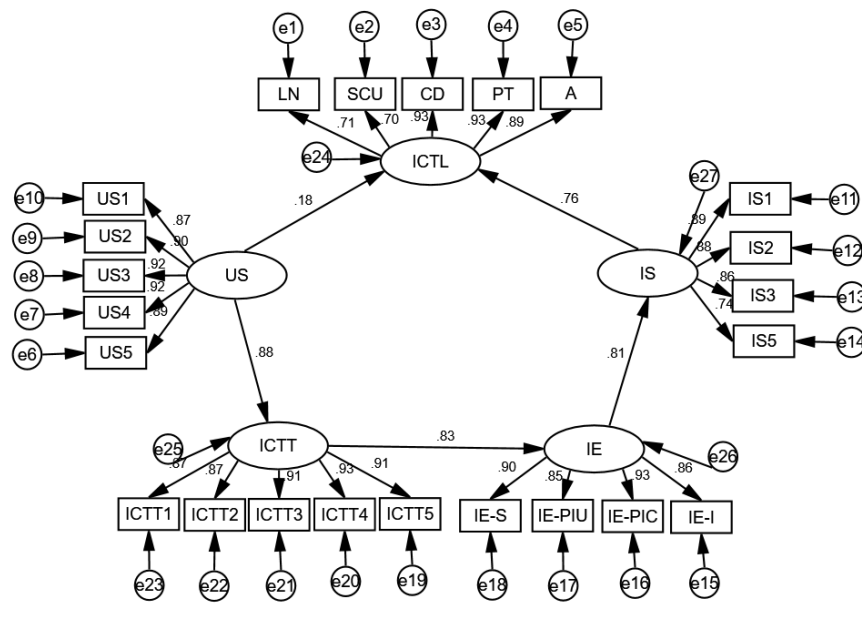 e1 e2 e3 e4 e5
LN SCU CD PT A
.71 .70 .93 .93 .89
e24 ICTL
e27
e10 US1 .87
.18 .76
.89 IS1 e11
e9 US2 .90
.88 IS2 e12
e8 US3 .92
US IS
.86 IS3 e13
e7 US4 .92
.89
.74
e6 US5
IS5 e14
.88 .81
e25 ICTT .83 IE e26
.87 .87 .91 .93 .91 .90 .85 .93 .86
ICTT1 ICTT2 ICTT3 ICTT4 ICTT5 IE-S IE-PIU IE-PIC IE-I
e23 e22 e21 e20 e19 e18 e17 e16 e15